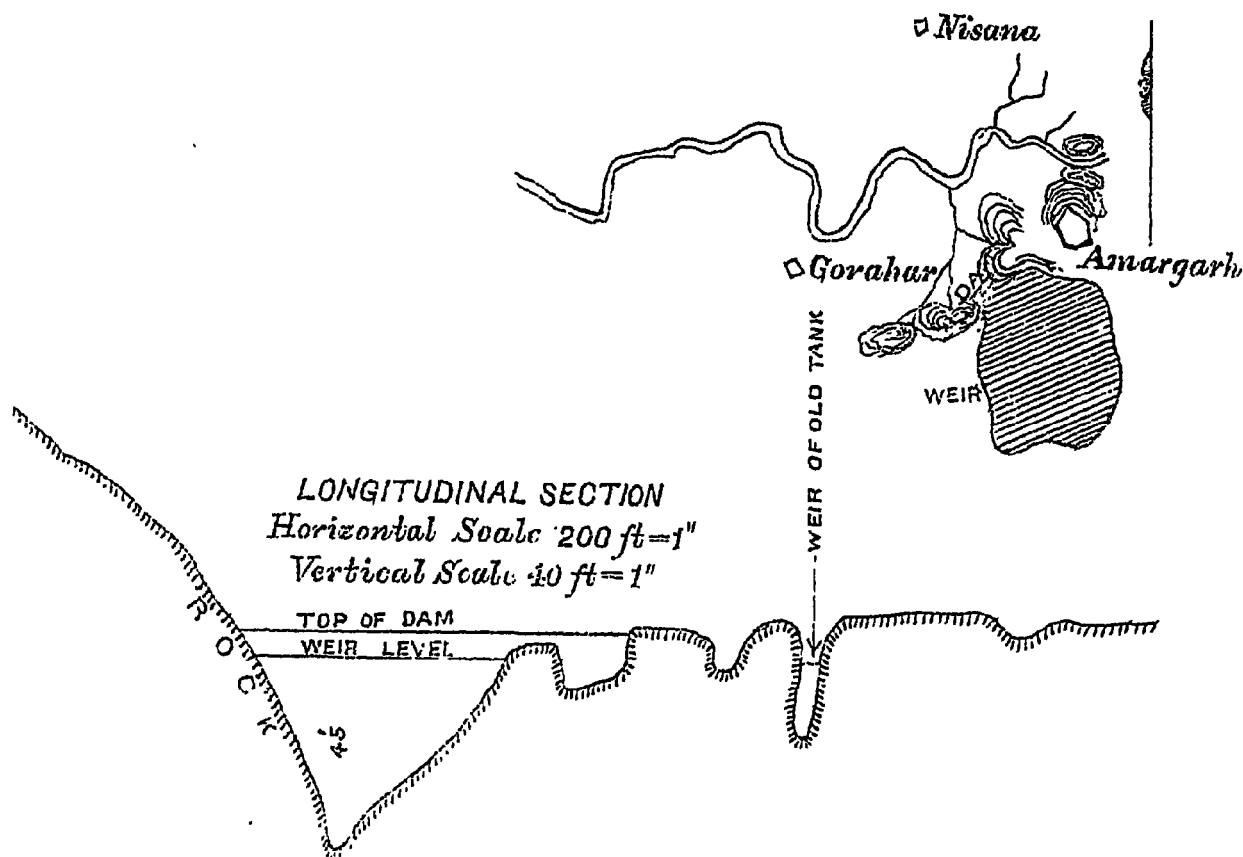 Nisana
Gorahar
Amargarh
DAM
WEIR
WEIR OF OLD TANK
LONGITUDINAL SECTION
Horizontal Scale 200 ft=1"
Vertical Scale 40 ft=1"
TOP OF DAM
WEIR LEVEL
ROCK
45'